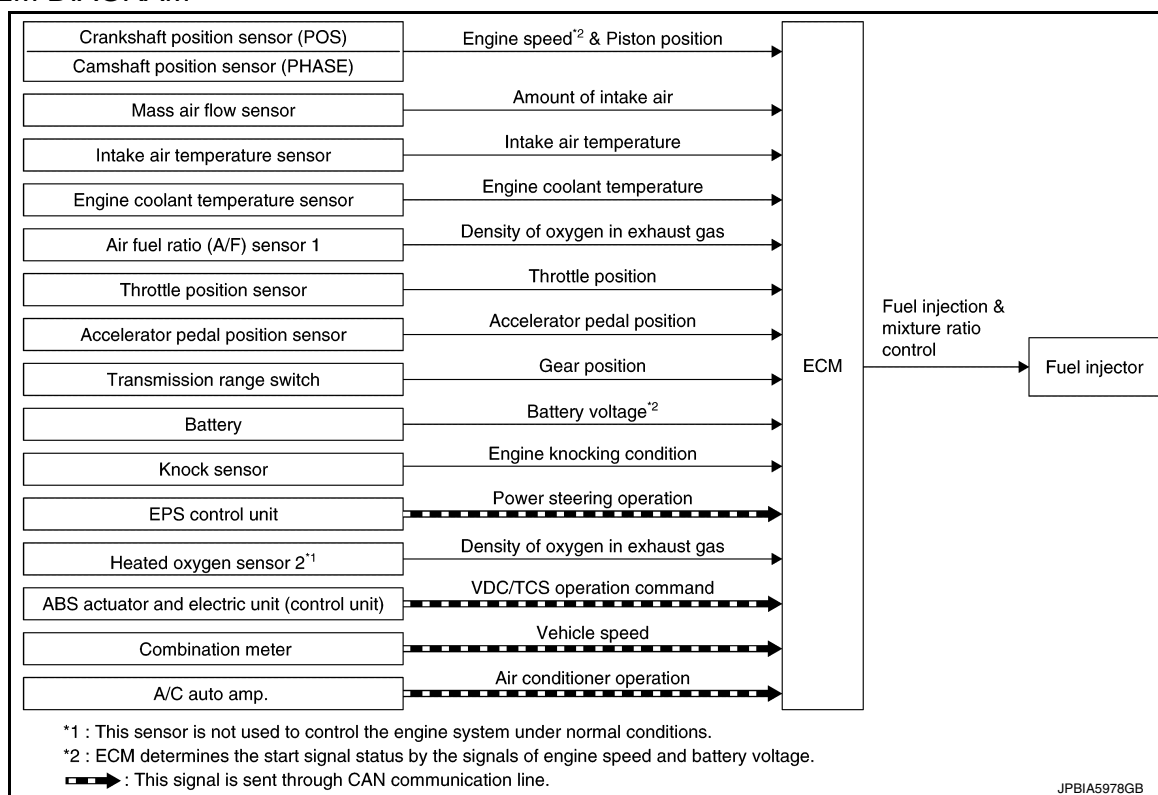 Crankshaft position sensor (POS)
Engine speed*2 & Piston position
Camshaft position sensor (PHASE)
Mass air flow sensor
Amount of intake air
Intake air temperature sensor
Intake air temperature
Engine coolant temperature sensor
Engine coolant temperature
Air fuel ratio (A/F) sensor 1
Density of oxygen in exhaust gas
Throttle position sensor
Throttle position
Accelerator pedal position sensor
Accelerator pedal position
Transmission range switch
Gear position
Battery
Battery voltage*2
Knock sensor
Engine knocking condition
EPS control unit
Power steering operation
Heated oxygen sensor 2*1
Density of oxygen in exhaust gas
ABS actuator and electric unit (control unit)
VDC/TCS operation command
Combination meter
Vehicle speed
A/C auto amp.
Air conditioner operation
ECM
Fuel injection &
mixture ratio
control
Fuel injector
*1 : This sensor is not used to control the engine system under normal conditions.
*2 : ECM determines the start signal status by the signals of engine speed and battery voltage.
: This signal is sent through CAN communication line.
JPBIA5978GB